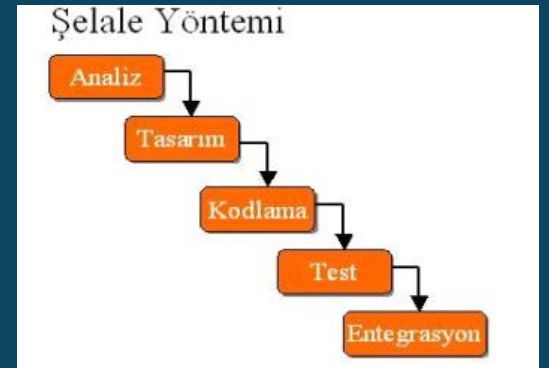 Şelale Yöntemi
Analiz
Tasarım
Kodlama
Test
Entegrasyon